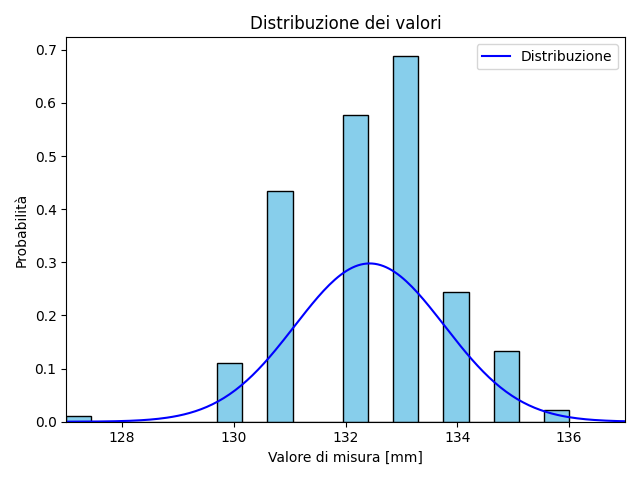 Distribuzione dei valori
Distribuzione
0.7
0.6
0.5
0.4
0.3
0.2
0.1
0.0
Probabilità
128 130 132 134 136
Valore di misura [mm]